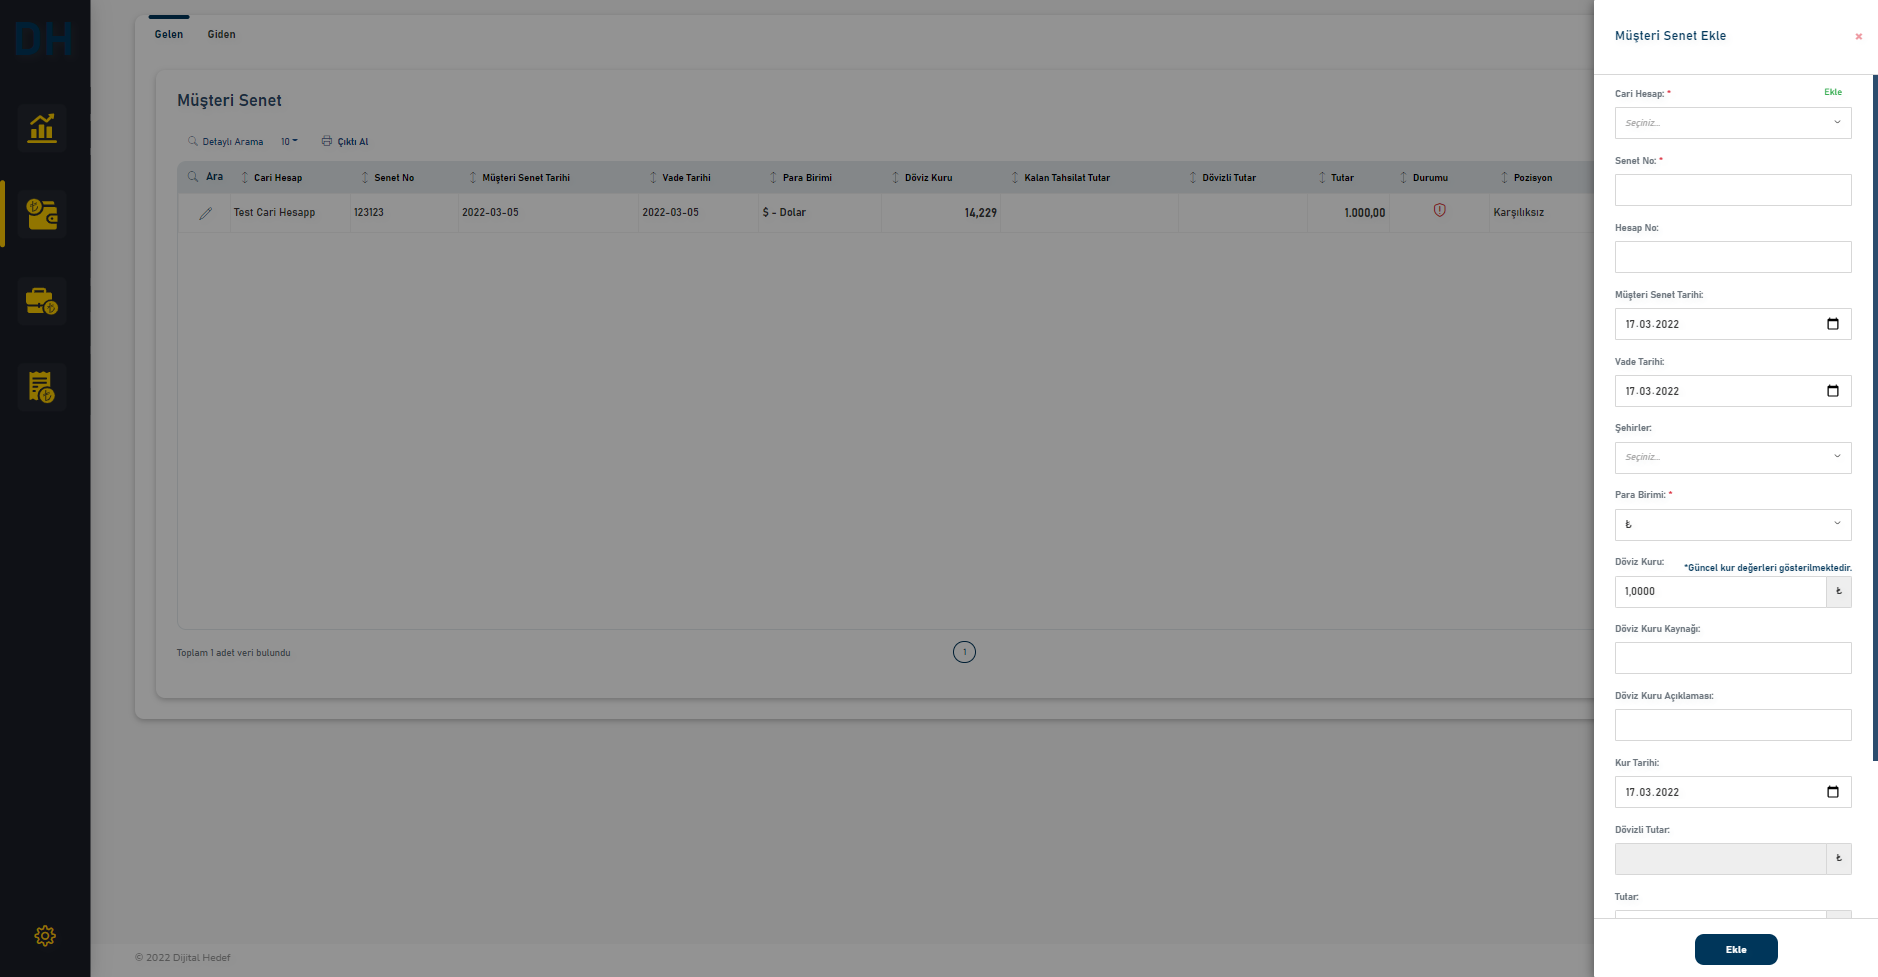 DH
Gelen Giden
Müşteri Senet
Detaylı Arama 10 Çıktı Al
Ara Cari Hesap Senet No Müşteri Senet Tarihi Vade Tarihi Para Birimi Döviz Kuru Kalan Tahsilat Tutar Dövizli Tutar Tutar Durumu Pozisyon
Test Cari Hesapp 123123 2022-03-05 2022-03-05 $ - Dolar 14,229 1.000,00 Karşılıksız
Toplam 1 adet veri bulundu 1
© 2022 Dijital Hedef
Müşteri Senet Ekle ×
Cari Hesap: * Ekle
Seçiniz...
Senet No: *
Hesap No:
Müşteri Senet Tarihi:
17.03.2022
Vade Tarihi:
17.03.2022
Şehirler:
Seçiniz...
Para Birimi: *
₺
Döviz Kuru: *Güncel kur değerleri gösterilmektedir.
1,0000 ₺
Döviz Kuru Kaynağı:
Döviz Kuru Açıklaması:
Kur Tarihi:
17.03.2022
Dövizli Tutar:
₺
Tutar:
Ekle